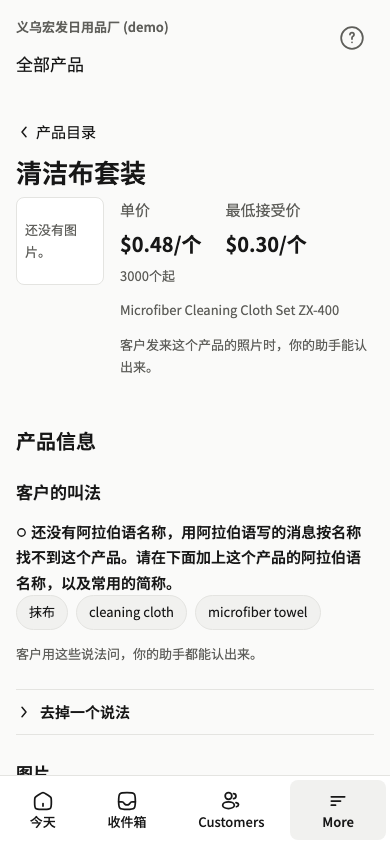 义乌宏发日用品厂 (demo)
全部产品
产品目录
清洁布套装
还没有图
片。
单价
最低接受价
$0.48/个
$0.30/个
3000个起
Microfiber Cleaning Cloth Set ZX-400
客户发来这个产品的照片时，你的助手能认
出来。
产品信息
客户的叫法
还没有阿拉伯语名称，用阿拉伯语写的消息按名称
找不到这个产品。请在下面加上这个产品的阿拉伯语
名称，以及常用的简称。
抹布
cleaning cloth
microfiber towel
客户用这些说法问，你的助手都能认出来。
去掉一个说法
图片
今天
收件箱
Customers
More